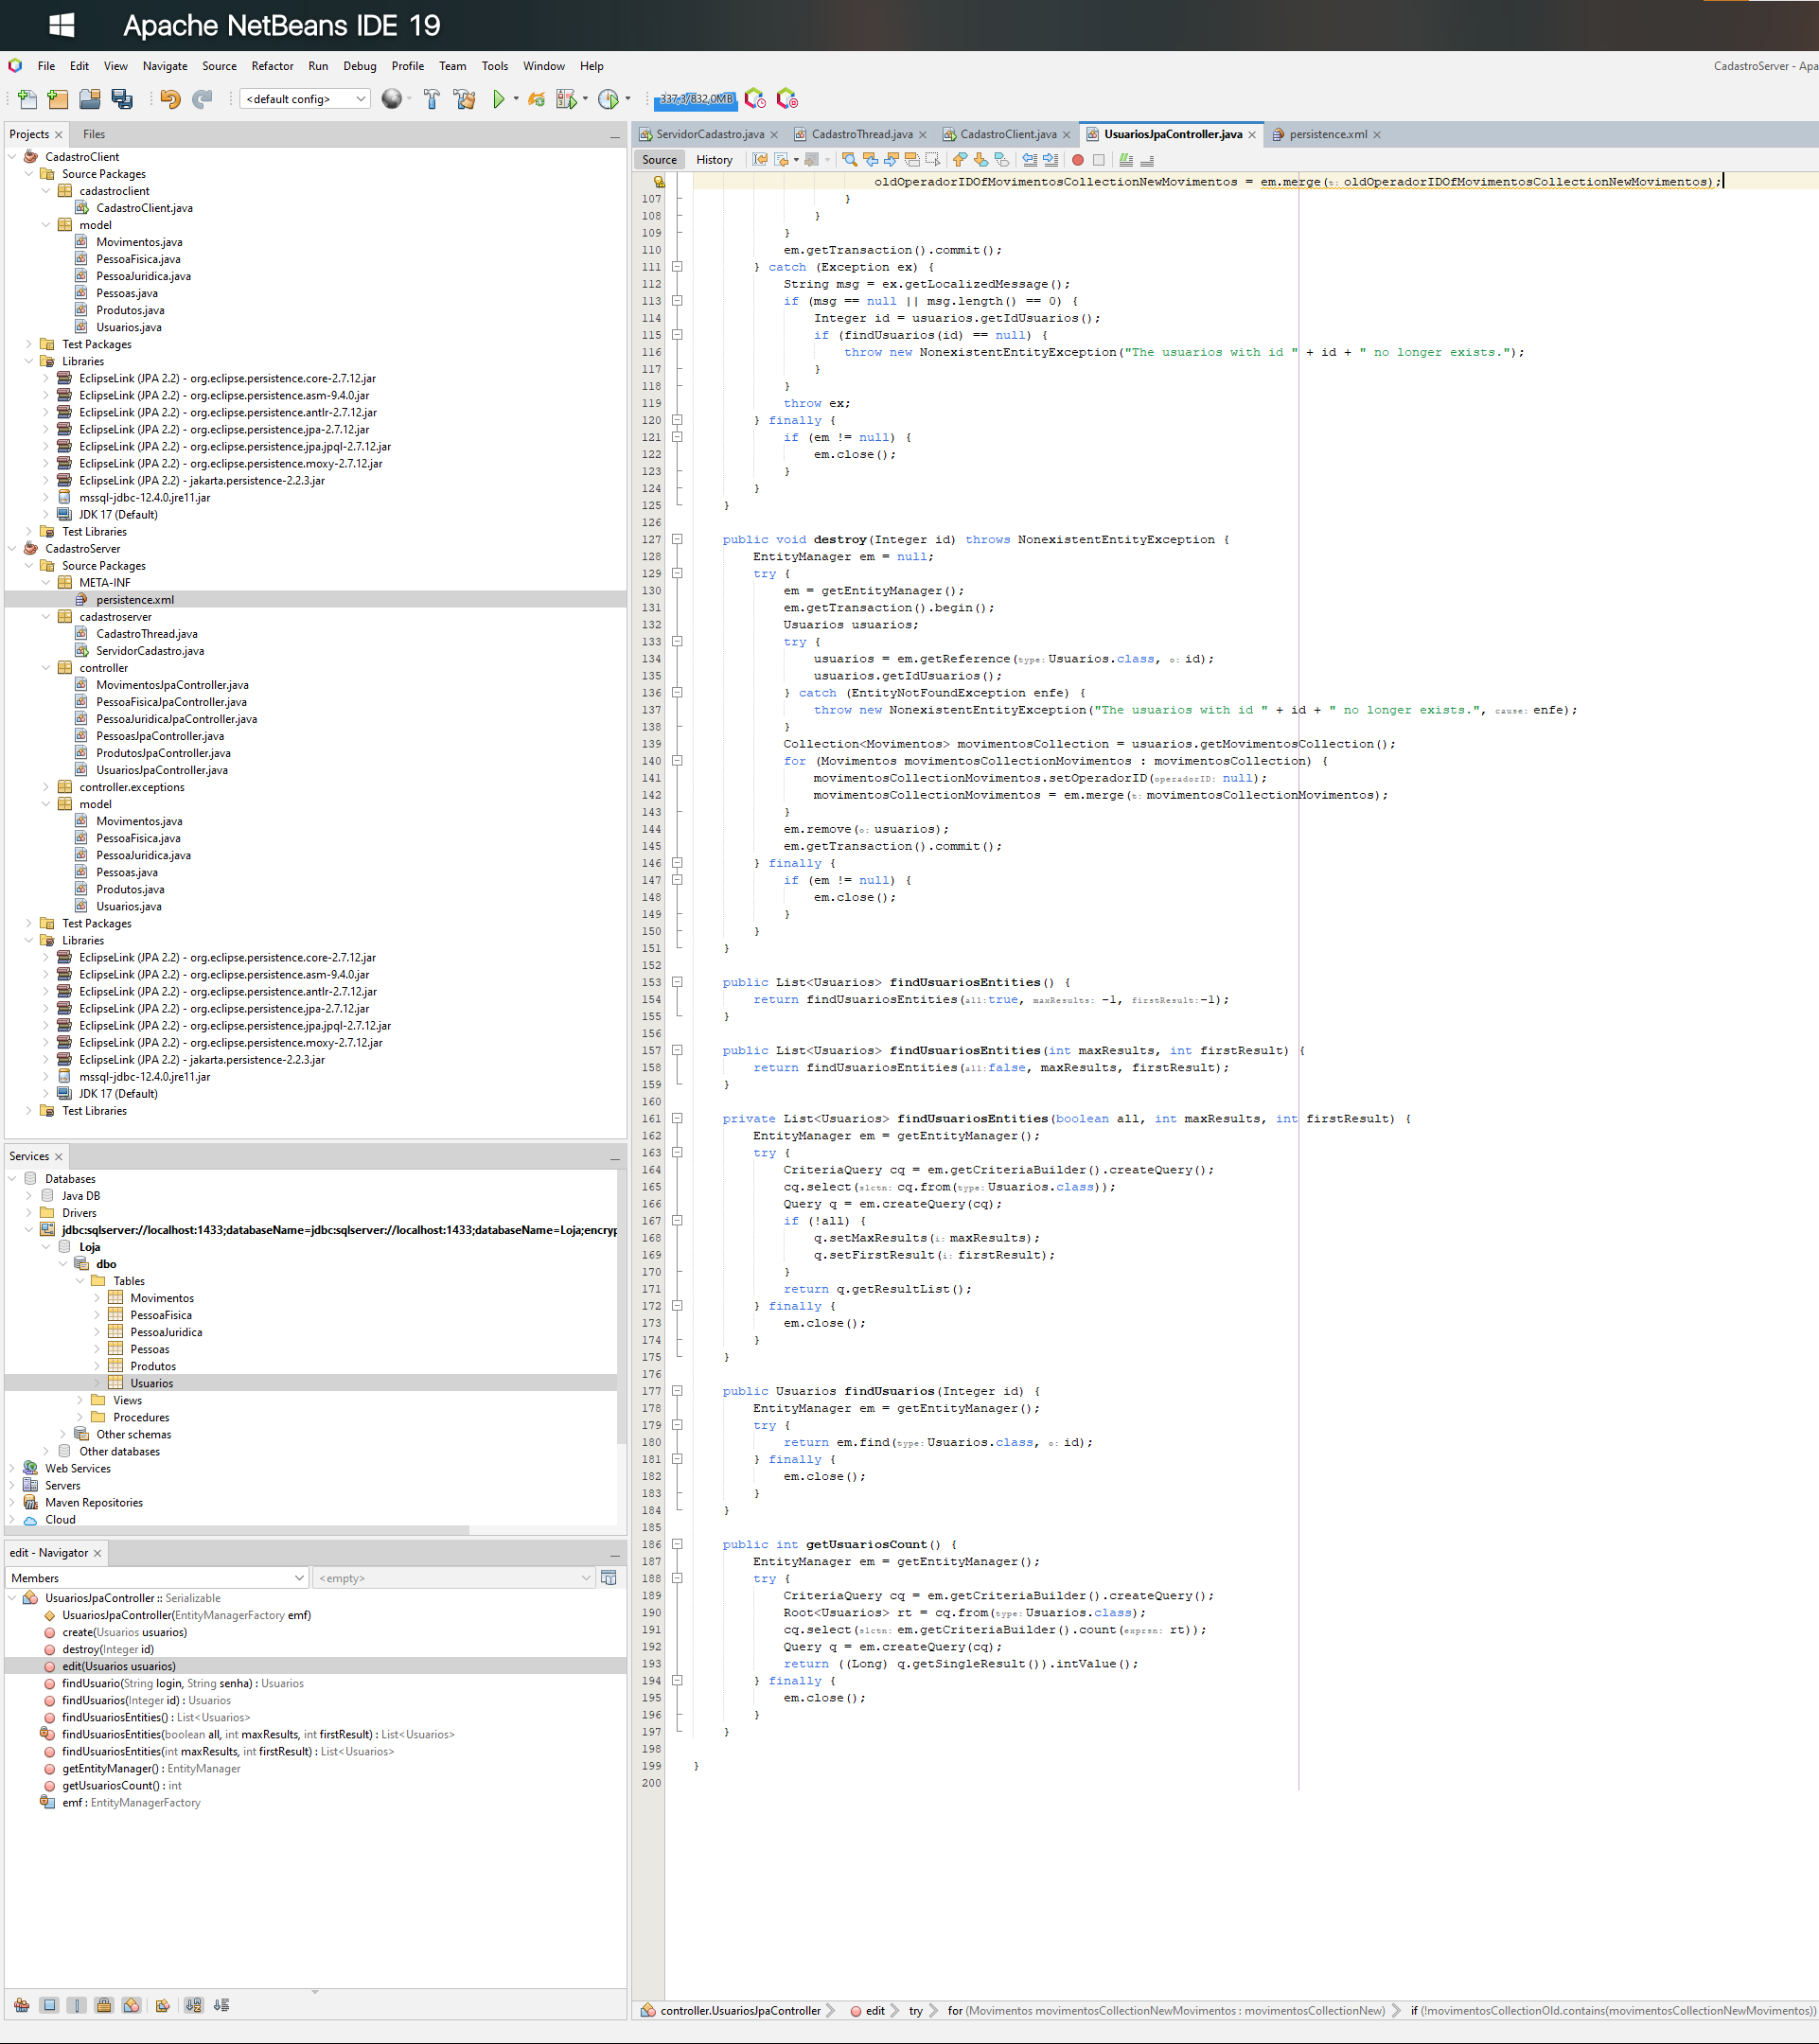 Apache NetBeans IDE 19
File Edit View Navigate Source Refactor Run Debug Profile Team Tools Window Help
CadastroServer - Apa
<default config>
337,3/832,0MB
Projects
Files
CadastroClient
Source Packages
cadastroclient
CadastroClient.java
model
Movimentos.java
PessoaFisica.java
PessoaJuridica.java
Pessoas.java
Produtos.java
Usuarios.java
Test Packages
Libraries
EclipseLink (JPA 2.2) - org.eclipse.persistence.core-2.7.12.jar
EclipseLink (JPA 2.2) - org.eclipse.persistence.asm-9.4.0.jar
EclipseLink (JPA 2.2) - org.eclipse.persistence.antlr-2.7.12.jar
EclipseLink (JPA 2.2) - org.eclipse.persistence.jpa-2.7.12.jar
EclipseLink (JPA 2.2) - org.eclipse.persistence.jpa.jpql-2.7.12.jar
EclipseLink (JPA 2.2) - org.eclipse.persistence.moxy-2.7.12.jar
EclipseLink (JPA 2.2) - jakarta.persistence-2.2.3.jar
mssql-jdbc-12.4.0.jre11.jar
JDK 17 (Default)
Test Libraries
CadastroServer
Source Packages
META-INF
persistence.xml
cadastroserver
CadastroThread.java
ServidorCadastro.java
controller
MovimentosJpaController.java
PessoaFisicaJpaController.java
PessoaJuridicaJpaController.java
PessoasJpaController.java
ProdutosJpaController.java
UsuariosJpaController.java
controller.exceptions
model
Movimentos.java
PessoaFisica.java
PessoaJuridica.java
Pessoas.java
Produtos.java
Usuarios.java
Test Packages
Libraries
EclipseLink (JPA 2.2) - org.eclipse.persistence.core-2.7.12.jar
EclipseLink (JPA 2.2) - org.eclipse.persistence.asm-9.4.0.jar
EclipseLink (JPA 2.2) - org.eclipse.persistence.antlr-2.7.12.jar
EclipseLink (JPA 2.2) - org.eclipse.persistence.jpa-2.7.12.jar
EclipseLink (JPA 2.2) - org.eclipse.persistence.jpa.jpql-2.7.12.jar
EclipseLink (JPA 2.2) - org.eclipse.persistence.moxy-2.7.12.jar
EclipseLink (JPA 2.2) - jakarta.persistence-2.2.3.jar
mssql-jdbc-12.4.0.jre11.jar
JDK 17 (Default)
Test Libraries
Services
Databases
Java DB
Drivers
jdbc:sqlserver://localhost:1433;databaseName=jdbc:sqlserver://localhost:1433;databaseName=Loja;encryp
Loja
dbo
Tables
Movimentos
PessoaFisica
PessoaJuridica
Pessoas
Produtos
Usuarios
Views
Procedures
Other schemas
Other databases
Web Services
Servers
Maven Repositories
Cloud
edit - Navigator
Members
<empty>
UsuariosJpaController :: Serializable
UsuariosJpaController(EntityManagerFactory emf)
create(Usuarios usuarios)
destroy(Integer id)
edit(Usuarios usuarios)
findUsuario(String login, String senha) : Usuarios
findUsuarios(Integer id) : Usuarios
findUsuariosEntities() : List<Usuarios>
findUsuariosEntities(boolean all, int maxResults, int firstResult) : List<Usuarios>
findUsuariosEntities(int maxResults, int firstResult) : List<Usuarios>
getEntityManager() : EntityManager
getUsuariosCount() : int
emf : EntityManagerFactory
ServidorCadastro.java CadastroThread.java CadastroClient.java UsuariosJpaController.java persistence.xml
Source History
oldOperadorIDOfMovimentosCollectionNewMovimentos = em.merge(t: oldOperadorIDOfMovimentosCollectionNewMovimentos);
107 }
108 }
109 }
110 em.getTransaction().commit();
111 } catch (Exception ex) {
112 String msg = ex.getLocalizedMessage();
113 if (msg == null || msg.length() == 0) {
114 Integer id = usuarios.getIdUsuarios();
115 if (findUsuarios(id) == null) {
116 throw new NonexistentEntityException("The usuarios with id " + id + " no longer exists.");
117 }
118 }
119 throw ex;
120 } finally {
121 if (em != null) {
122 em.close();
123 }
124 }
125 }
126
127 public void destroy(Integer id) throws NonexistentEntityException {
128 EntityManager em = null;
129 try {
130 em = getEntityManager();
131 em.getTransaction().begin();
132 Usuarios usuarios;
133 try {
134 usuarios = em.getReference(type: Usuarios.class, o: id);
135 usuarios.getIdUsuarios();
136 } catch (EntityNotFoundException enfe) {
137 throw new NonexistentEntityException("The usuarios with id " + id + " no longer exists.", cause: enfe);
138 }
139 Collection<Movimentos> movimentosCollection = usuarios.getMovimentosCollection();
140 for (Movimentos movimentosCollectionMovimentos : movimentosCollection) {
141 movimentosCollectionMovimentos.setOperadorID(operadorID: null);
142 movimentosCollectionMovimentos = em.merge(t: movimentosCollectionMovimentos);
143 }
144 em.remove(o: usuarios);
145 em.getTransaction().commit();
146 } finally {
147 if (em != null) {
148 em.close();
149 }
150 }
151 }
152
153 public List<Usuarios> findUsuariosEntities() {
154 return findUsuariosEntities(all: true, maxResults: -1, firstResult: -1);
155 }
156
157 public List<Usuarios> findUsuariosEntities(int maxResults, int firstResult) {
158 return findUsuariosEntities(all: false, maxResults, firstResult);
159 }
160
161 private List<Usuarios> findUsuariosEntities(boolean all, int maxResults, int firstResult) {
162 EntityManager em = getEntityManager();
163 try {
164 CriteriaQuery cq = em.getCriteriaBuilder().createQuery();
165 cq.select(slctn: cq.from(type: Usuarios.class));
166 Query q = em.createQuery(cq);
167 if (!all) {
168 q.setMaxResults(i: maxResults);
169 q.setFirstResult(i: firstResult);
170 }
171 return q.getResultList();
172 } finally {
173 em.close();
174 }
175 }
176
177 public Usuarios findUsuarios(Integer id) {
178 EntityManager em = getEntityManager();
179 try {
180 return em.find(type: Usuarios.class, o: id);
181 } finally {
182 em.close();
183 }
184 }
185
186 public int getUsuariosCount() {
187 EntityManager em = getEntityManager();
188 try {
189 CriteriaQuery cq = em.getCriteriaBuilder().createQuery();
190 Root<Usuarios> rt = cq.from(type: Usuarios.class);
191 cq.select(slctn: em.getCriteriaBuilder().count(exprsn: rt));
192 Query q = em.createQuery(cq);
193 return ((Long) q.getSingleResult()).intValue();
194 } finally {
195 em.close();
196 }
197 }
198
199 }
200
controller.UsuariosJpaController edit try for (Movimentos movimentosCollectionNewMovimentos : movimentosCollectionNew) if (!movimentosCollectionOld.contains(movimentosCollectionNewMovimentos))